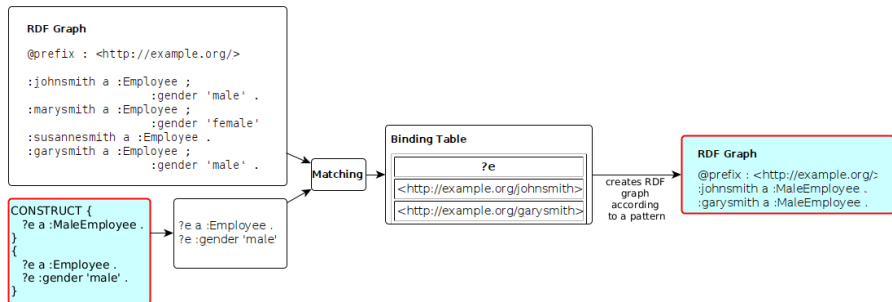 RDF Graph
@prefix : <http://example.org/>
:johnsmith a :Employee ;
:gender 'male' .
:marysmith a :Employee ;
:gender 'female'
:susannesmith a :Employee .
:garysmith a :Employee ;
:gender 'male' .
CONSTRUCT {
?e a :MaleEmployee .
}
{
?e a :Employee .
?e :gender 'male' .
}
?e a :Employee .
?e :gender 'male'
Matching
Binding Table
?e
<http://example.org/johnsmith>
<http://example.org/garysmith>
creates RDF
graph
according
to a pattern
RDF Graph
@prefix : <http://example.org/>
:johnsmith a :MaleEmployee .
:garysmith a :MaleEmployee .